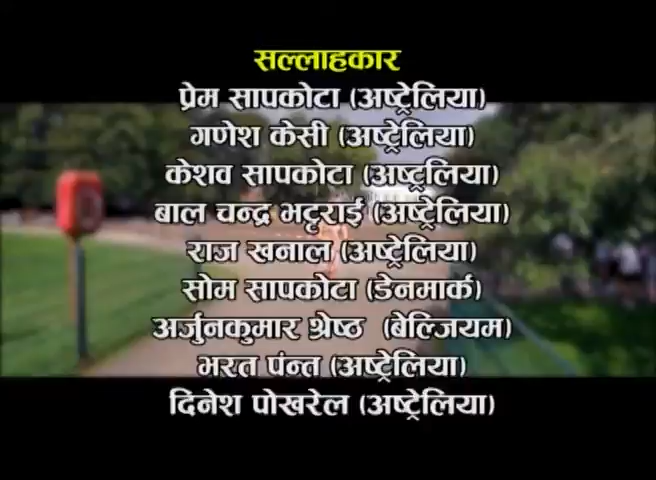 सल्लाहकार
प्रेम सापकोटा (अष्ट्रेलिया)
गणेश केसी (अष्ट्रेलिया)
केशव सापकोटा (अष्ट्रलिया)
बाल चन्द्र भट्टराई (अष्ट्रेलिया)
राज खनाल (अष्ट्रेलिया)
सोम सापकोटा (डेनमार्क)
अर्जुनकुमार श्रेष्ठ (बेल्जियम)
भरत पंन्त (अष्ट्रेलिया)
दिनेश पोखरेल (अष्ट्रेलिया)